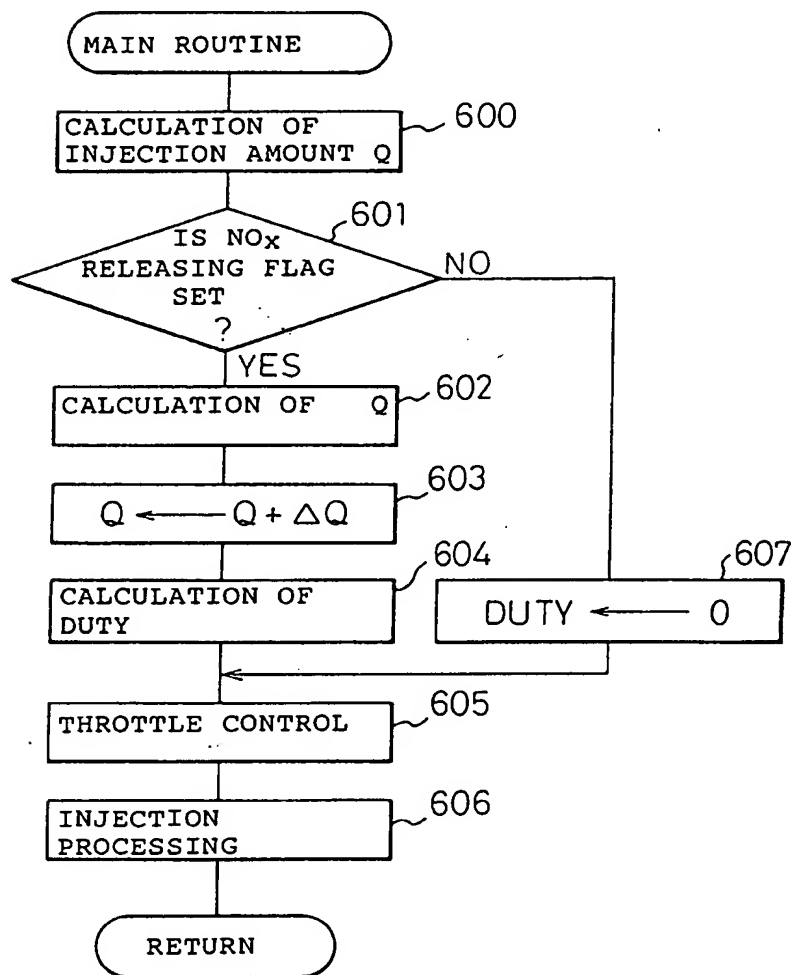 MAIN ROUTINE
CALCULATION OF
INJECTION AMOUNT Q
600
601
IS NOx
RELEASING FLAG
SET
?
NO
YES
CALCULATION OF Q
602
Q ← Q + △Q
603
CALCULATION OF
DUTY
604
DUTY ← 0
607
THROTTLE CONTROL
605
INJECTION
PROCESSING
606
RETURN